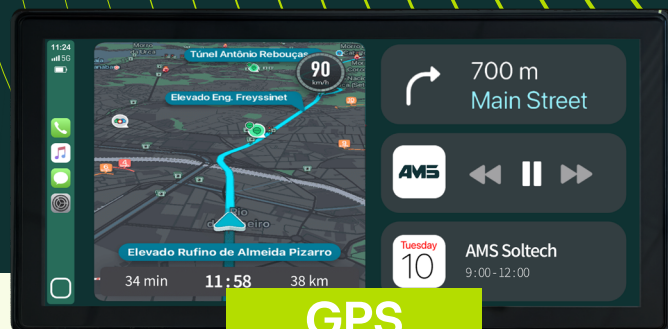 11:24
5G
Túnel Antônio Rebouças
90
km/h
Elevado Eng. Freyssinet
Rio
Elevado Rufino de Almeida Pizarro
34 min
11:58
38 km
700 m
Main Street
AMS
Tuesday
10
AMS Soltech
9:00-12:00
GPS